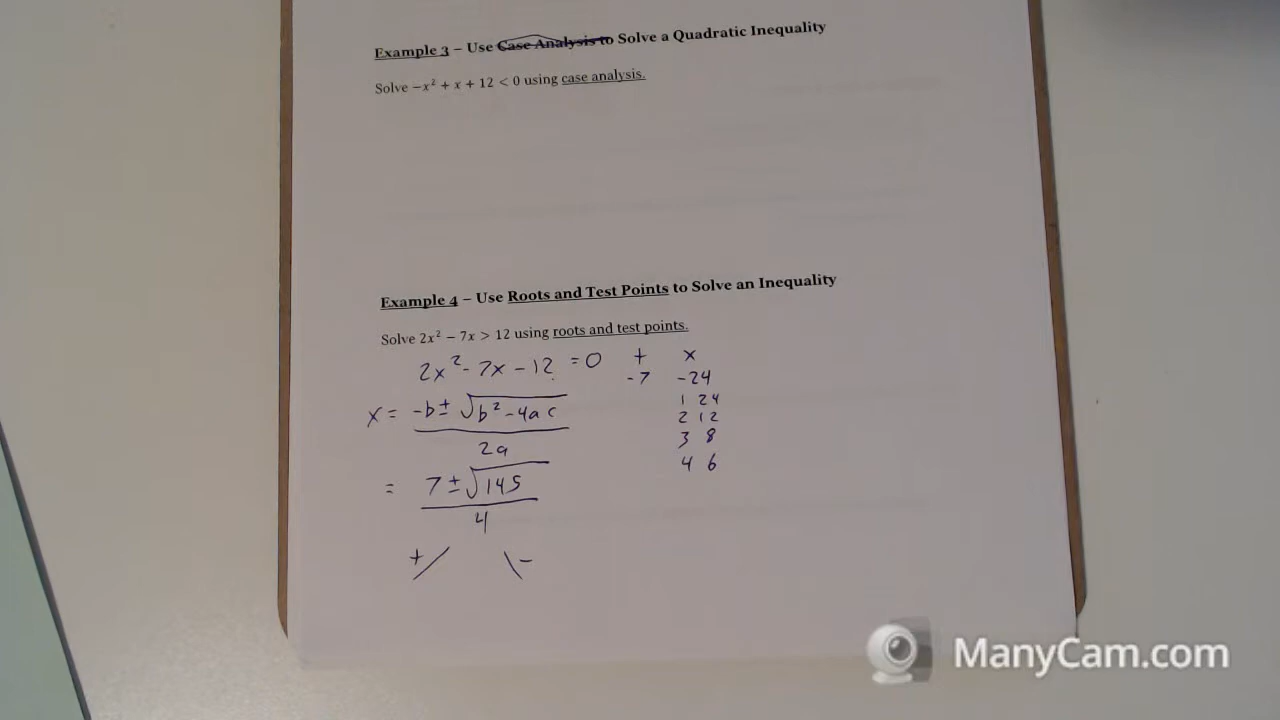 Example 3 – Use Case Analysis to Solve a Quadratic Inequality
Solve −x² + x + 12 < 0 using case analysis.
Example 4 – Use Roots and Test Points to Solve an Inequality
Solve 2x² − 7x > 12 using roots and test points.
2x² - 7x - 12 = 0 + x
-7 -24
x = -b ± √b² - 4ac / 2a
1 24
2 12
3 8
4 6
= 7 ± √145 / 4
+ / \ -
ManyCam.com